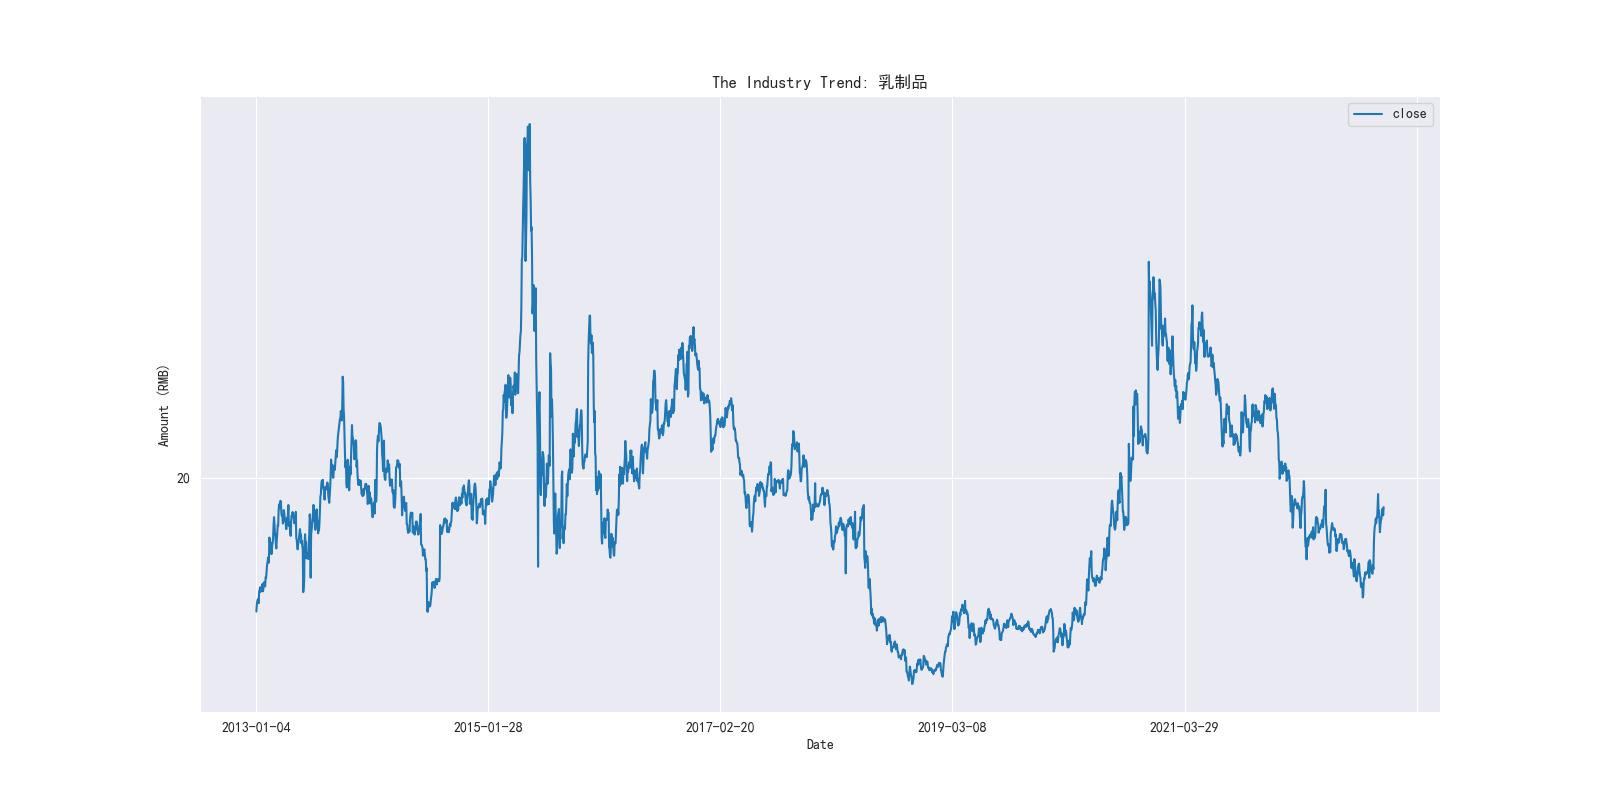 The Industry Trend: 乳制品
close
Amount (RMB)
20
2013-01-04 2015-01-28 2017-02-20 2019-03-08 2021-03-29
Date